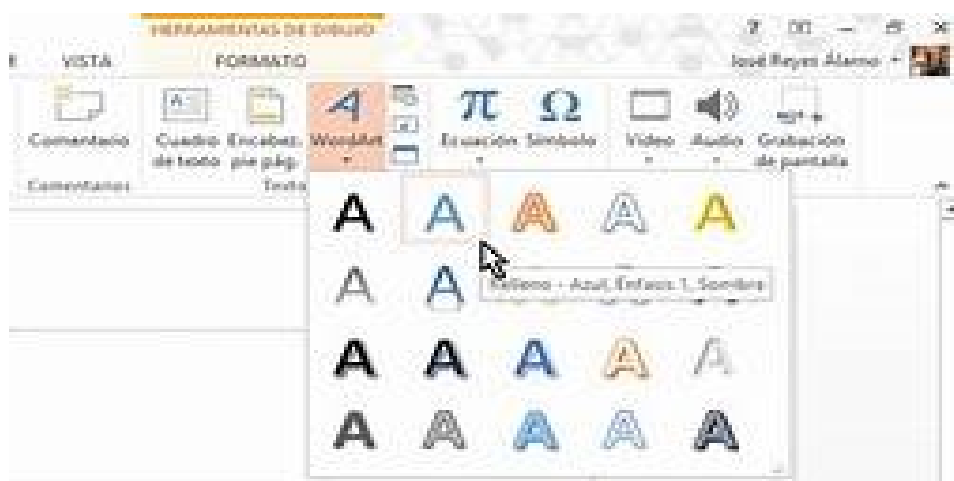 HERRAMIENTAS DE DIBUJO
VISTA FORMATO José Reyes Álamo
Comentario
Cuadro de texto
Encabez. pie pág.
WordArt
Ecuación
Símbolo
Vídeo
Audio
Grabación de pantalla
Comentarios
Texto
A A A A A
A A
Relleno - Azul, Énfasis 1, Sombra
A A A A A
A A A A A